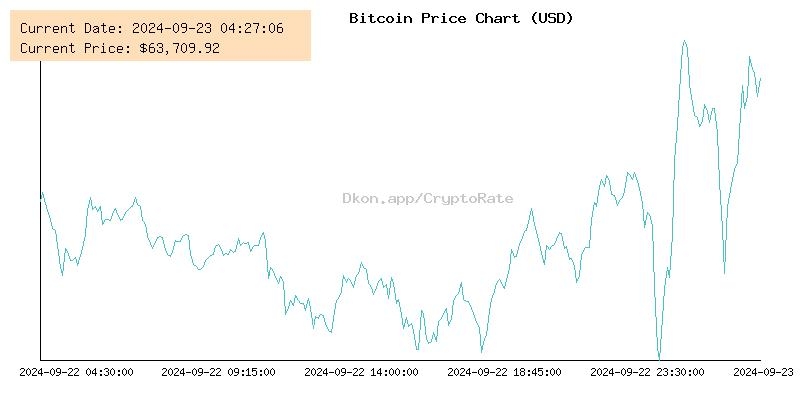 Bitcoin Price Chart (USD)
Current Date: 2024-09-23 04:27:06
Current Price: $63,709.92
Dkon.app/CryptoRate
2024-09-22 04:30:00 2024-09-22 09:15:00 2024-09-22 14:00:00 2024-09-22 18:45:00 2024-09-22 23:30:00 2024-09-23